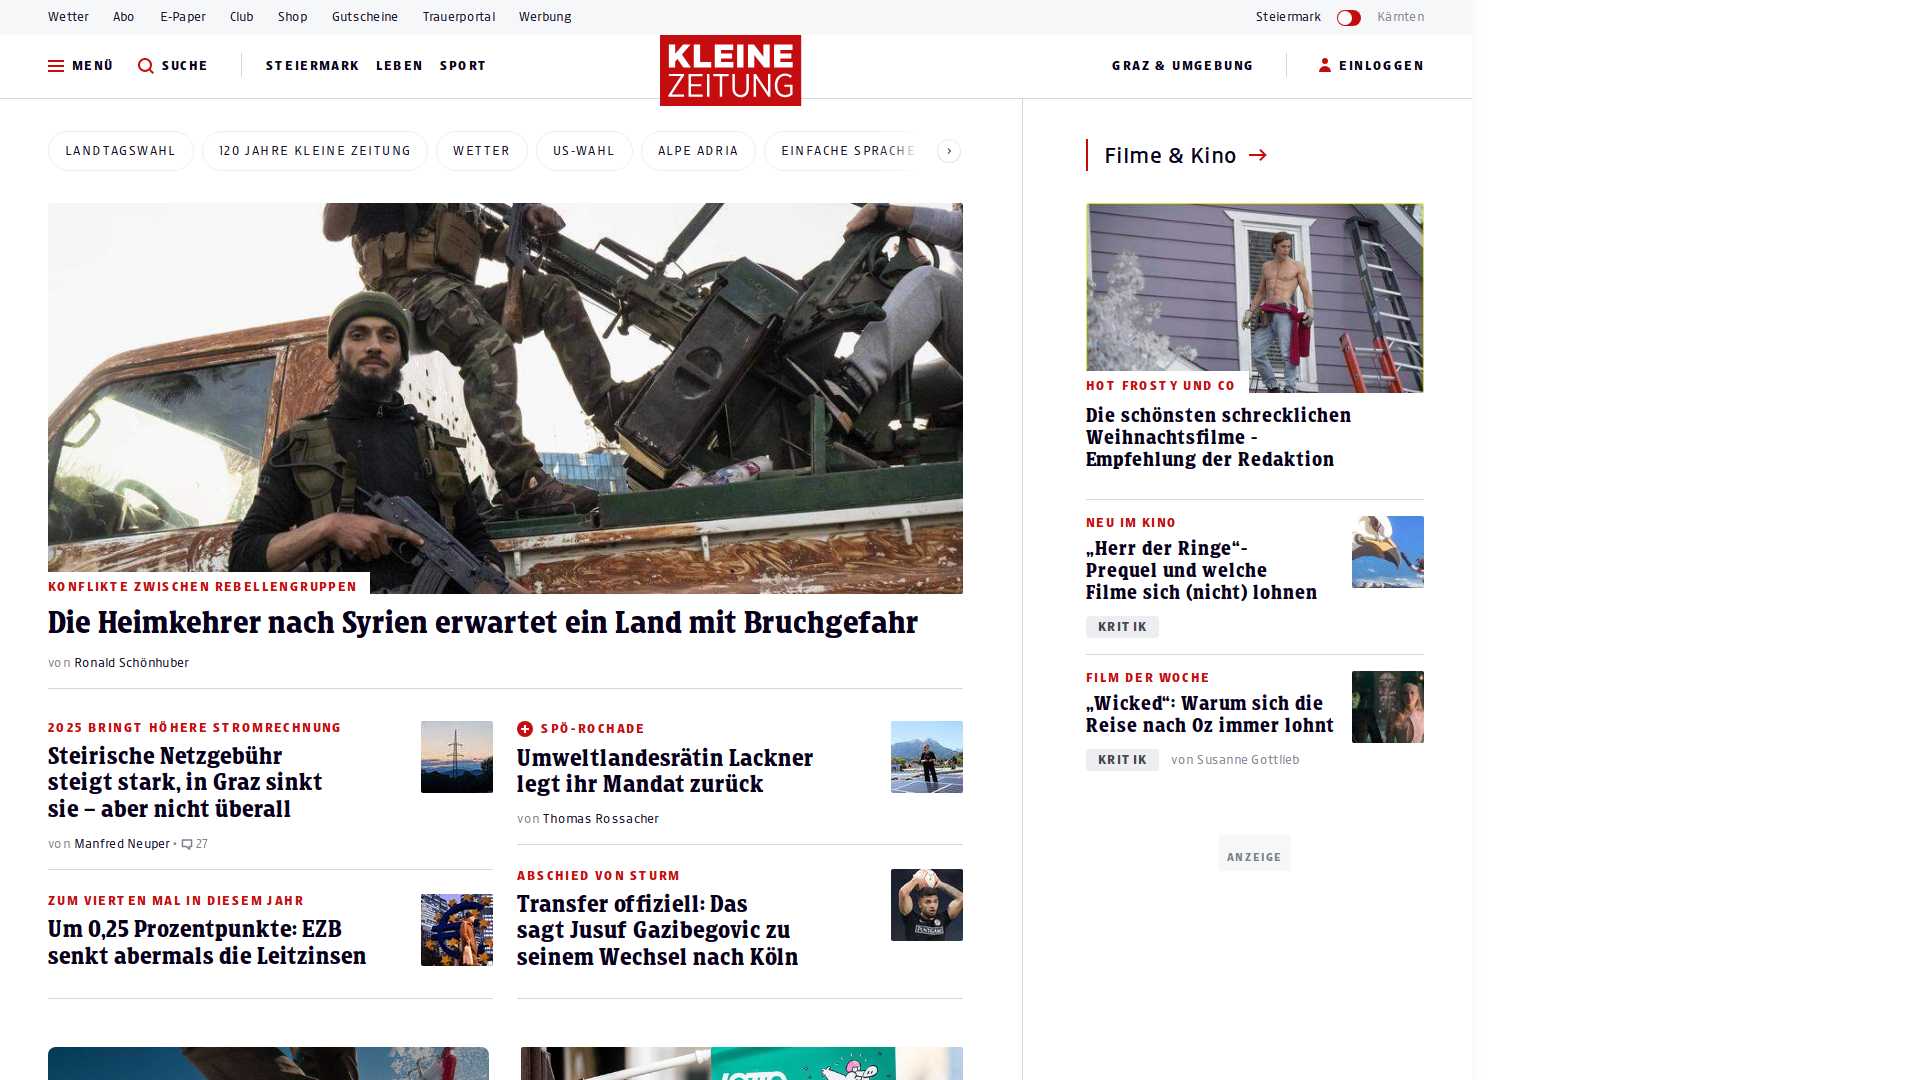 Wetter Abo E-Paper Club Shop Gutscheine Trauerportal Werbung
Steiermark Kärnten
MENÜ SUCHE STEIERMARK LEBEN SPORT
KLEINE
ZEITUNG
GRAZ & UMGEBUNG EINLOGGEN
LANDTAGSWAHL 120 JAHRE KLEINE ZEITUNG WETTER US-WAHL ALPE ADRIA EINFACHE SPRACHE
KONFLIKTE ZWISCHEN REBELLENGRUPPEN
Die Heimkehrer nach Syrien erwartet ein Land mit Bruchgefahr
von Ronald Schönhuber
2025 BRINGT HÖHERE STROMRECHNUNG
Steirische Netzgebühr
steigt stark, in Graz sinkt
sie – aber nicht überall
von Manfred Neuper • 27
ZUM VIERTEN MAL IN DIESEM JAHR
Um 0,25 Prozentpunkte: EZB
senkt abermals die Leitzinsen
SPÖ-ROCHADE
Umweltlandesrätin Lackner
legt ihr Mandat zurück
von Thomas Rossacher
ABSCHIED VON STURM
Transfer offiziell: Das
sagt Jusuf Gazibegovic zu
seinem Wechsel nach Köln
PUNTIGAMER
LOTTO
Filme & Kino
HOT FROSTY UND CO
Die schönsten schrecklichen
Weihnachtsfilme -
Empfehlung der Redaktion
NEU IM KINO
„Herr der Ringe“-
Prequel und welche
Filme sich (nicht) lohnen
KRITIK
FILM DER WOCHE
„Wicked“: Warum sich die
Reise nach Oz immer lohnt
KRITIK von Susanne Gottlieb
ANZEIGE